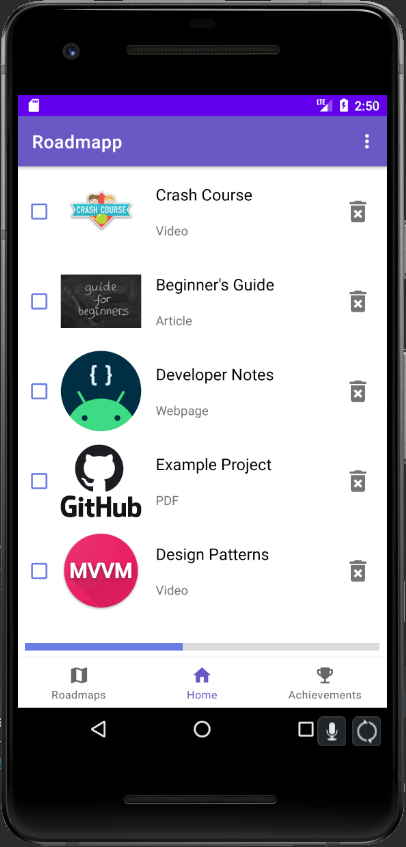 LTE 2:50
Roadmapp
CRASH COURSE
Crash Course
Video
guide
for
beginners
Beginner's Guide
Article
{ }
Developer Notes
Webpage
GitHub
Example Project
PDF
MVVM
Design Patterns
Video
Roadmaps
Home
Achievements